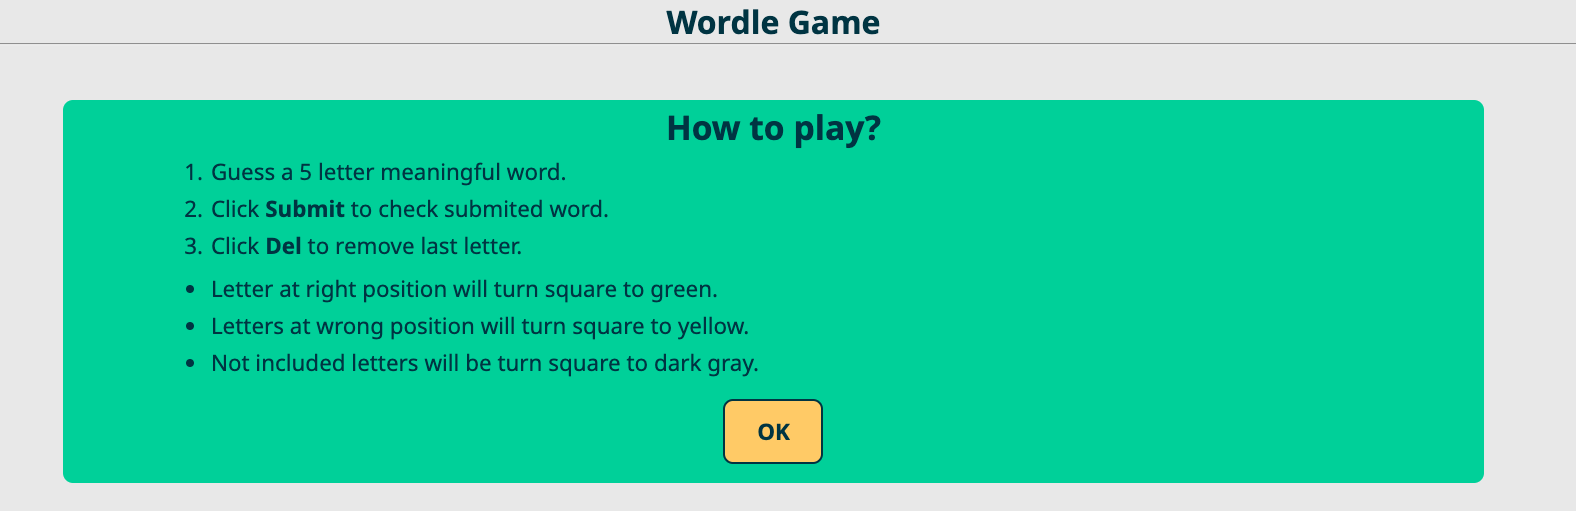 Wordle Game
How to play?
1. Guess a 5 letter meaningful word.
2. Click Submit to check submited word.
3. Click Del to remove last letter.
• Letter at right position will turn square to green.
• Letters at wrong position will turn square to yellow.
• Not included letters will be turn square to dark gray.
OK